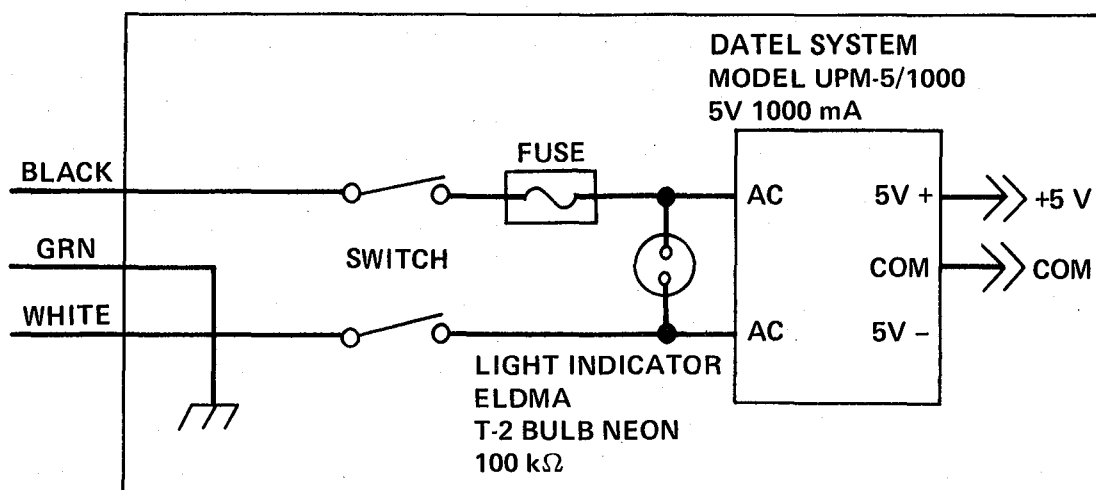 DATEL SYSTEM
MODEL UPM-5/1000
5V 1000 mA
FUSE
BLACK
AC
5V +
+5 V
GRN
SWITCH
COM
COM
WHITE
AC
5V –
LIGHT INDICATOR
ELDMA
T-2 BULB NEON
100 kΩ